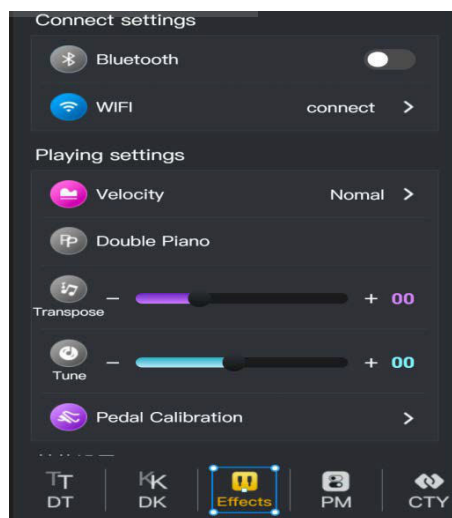 Connect settings
Bluetooth
WIFI connect >
Playing settings
Velocity Nomal >
Double Piano
Transpose − + 00
Tune − + 00
Pedal Calibration >
DT DK Effects PM CTY